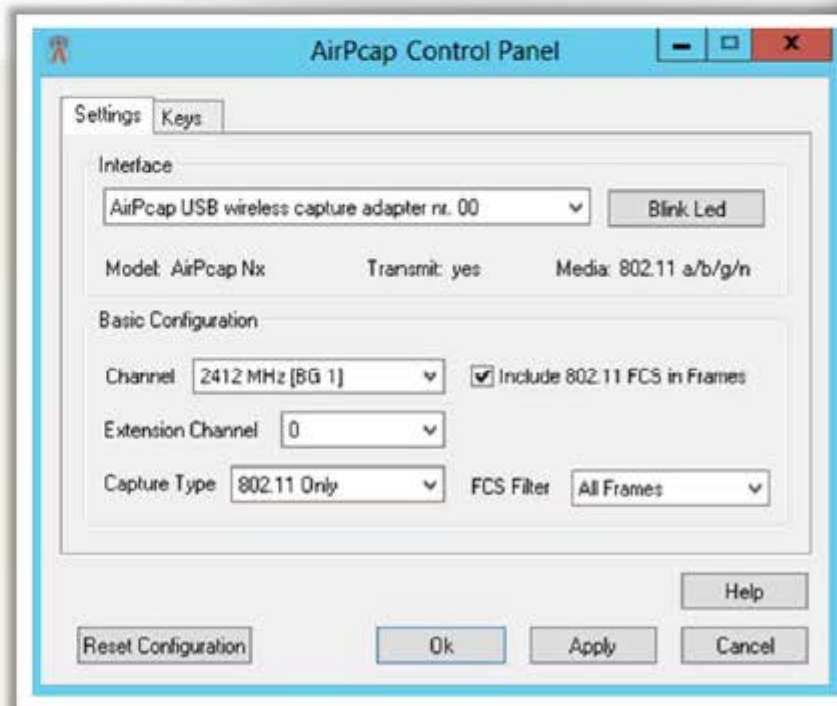 AirPcap Control Panel
Settings Keys
Interface
AirPcap USB wireless capture adapter nr. 00 Blink Led
Model: AirPcap Nx Transmit: yes Media: 802.11 a/b/g/n
Basic Configuration
Channel 2412 MHz [BG 1] Include 802.11 FCS in Frames
Extension Channel 0
Capture Type 802.11 Only FCS Filter All Frames
Help
Reset Configuration Ok Apply Cancel